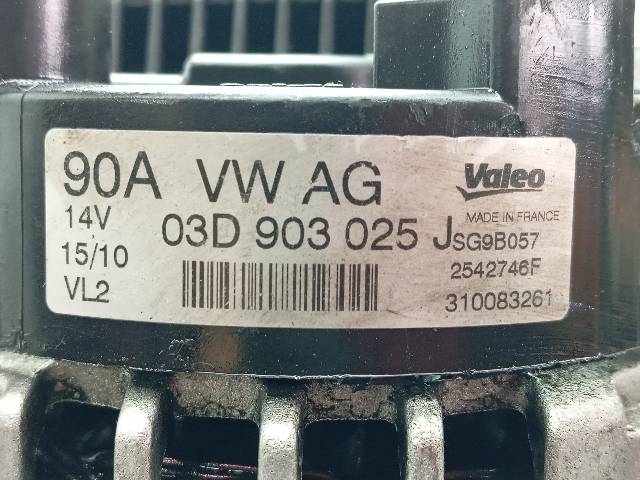 90A VW AG Valeo
14V 03D 903 025 J MADE IN FRANCE
15/10 SG9B057
VL2 2542746F
310083261